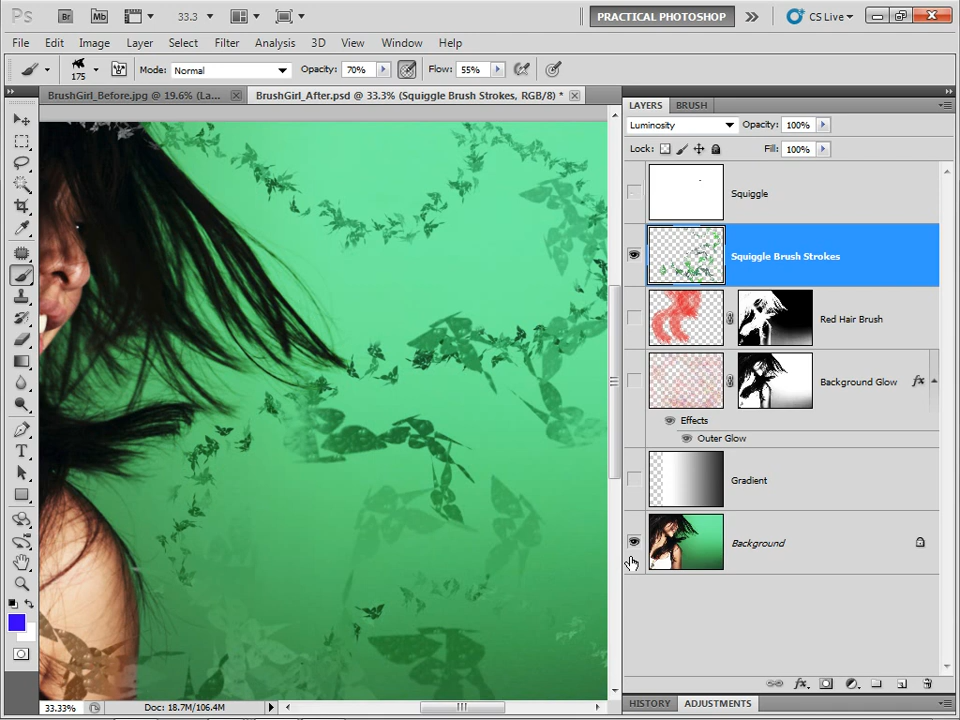 Ps Br Mb 33.3 PRACTICAL PHOTOSHOP CS Live
File Edit Image Layer Select Filter Analysis 3D View Window Help
175 Mode: Normal Opacity: 70% Flow: 55%
BrushGirl_Before.jpg @ 19.6% (La... BrushGirl_After.psd @ 33.3% (Squiggle Brush Strokes, RGB/8) *
LAYERS BRUSH
Luminosity Opacity: 100%
Lock: Fill: 100%
Squiggle
Squiggle Brush Strokes
Red Hair Brush
Background Glow fx
Effects
Outer Glow
Gradient
Background
T
fx
33.33% Doc: 18.7M/106.4M
HISTORY ADJUSTMENTS